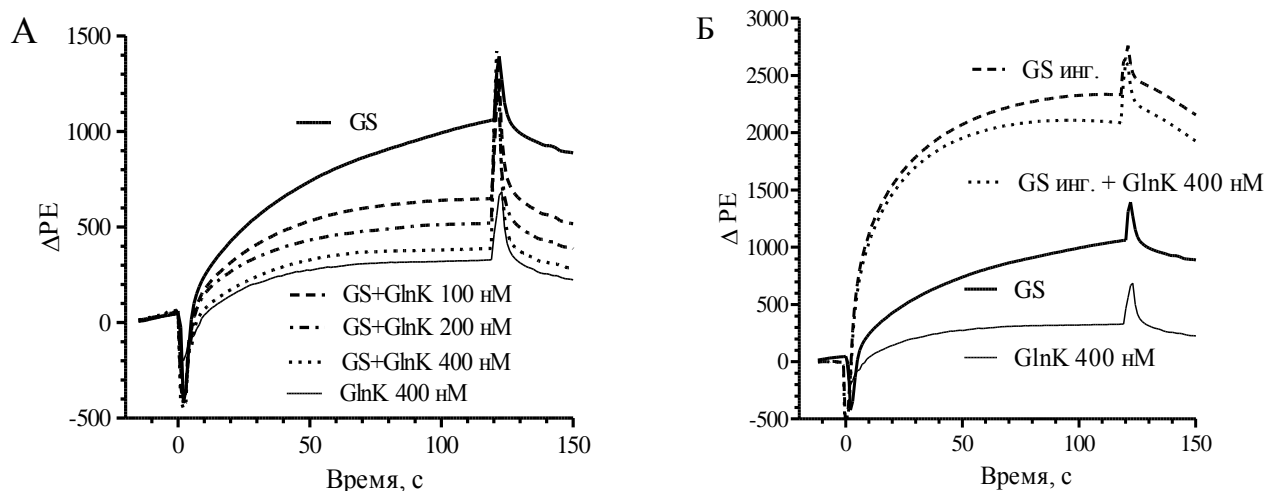 А
ΔPE
1500
1000
500
0
-500
GS
GS+GlnK 100 нМ
GS+GlnK 200 нМ
GS+GlnK 400 нМ
GlnK 400 нМ
0
50
100
150
Время, с
Б
Δ PE
3000
2500
2000
1500
1000
500
0
-500
GS инг.
GS инг. + GlnK 400 нМ
GS
GlnK 400 нМ
0
50
100
150
Время, с